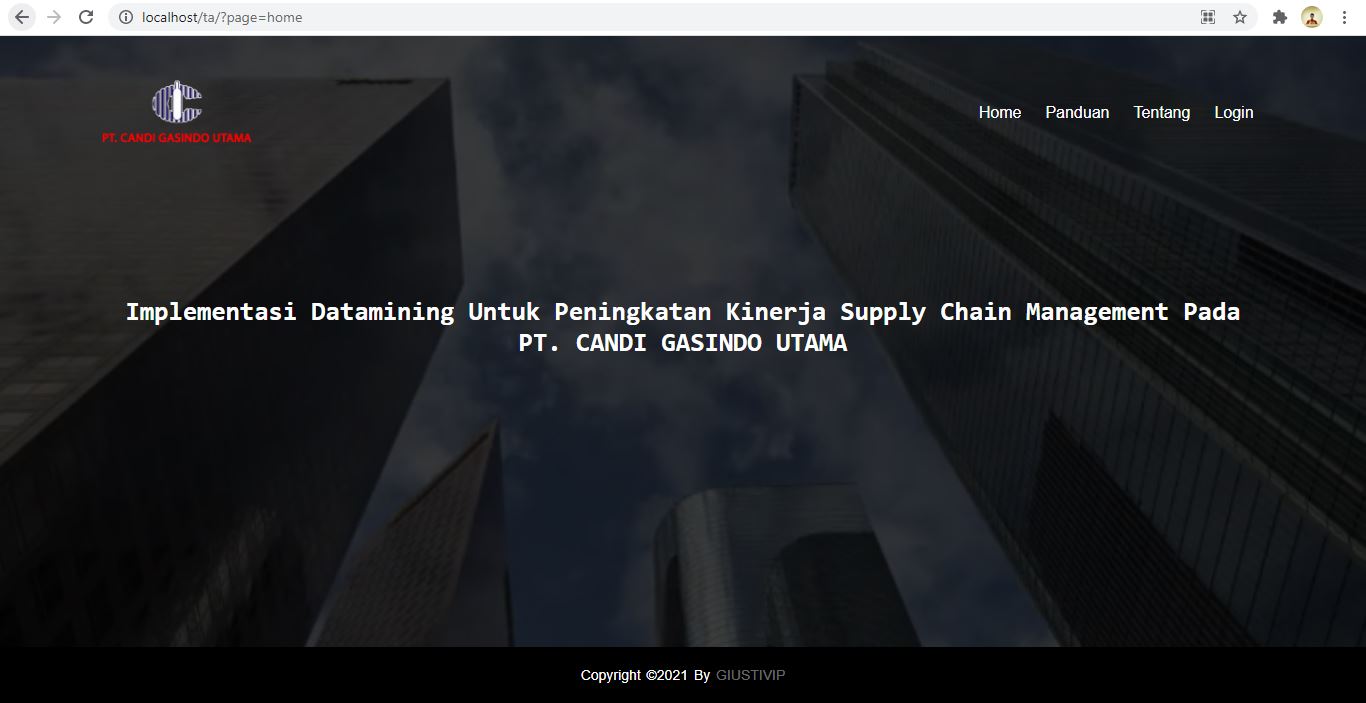 localhost/ta/?page=home
PT. CANDI GASINDO UTAMA
Home Panduan Tentang Login
Implementasi Datamining Untuk Peningkatan Kinerja Supply Chain Management Pada
PT. CANDI GASINDO UTAMA
Copyright ©2021 By GIUSTIVIP